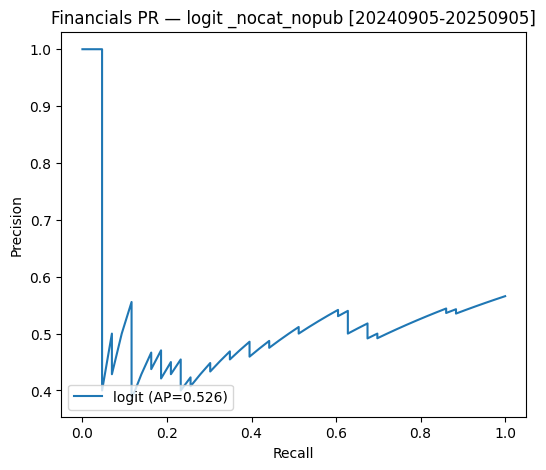 Financials PR — logit _nocat_nopub [20240905-20250905]
1.0
0.9
0.8
0.7
0.6
0.5
0.4
Precision
logit (AP=0.526)
0.0 0.2 0.4 0.6 0.8 1.0
Recall